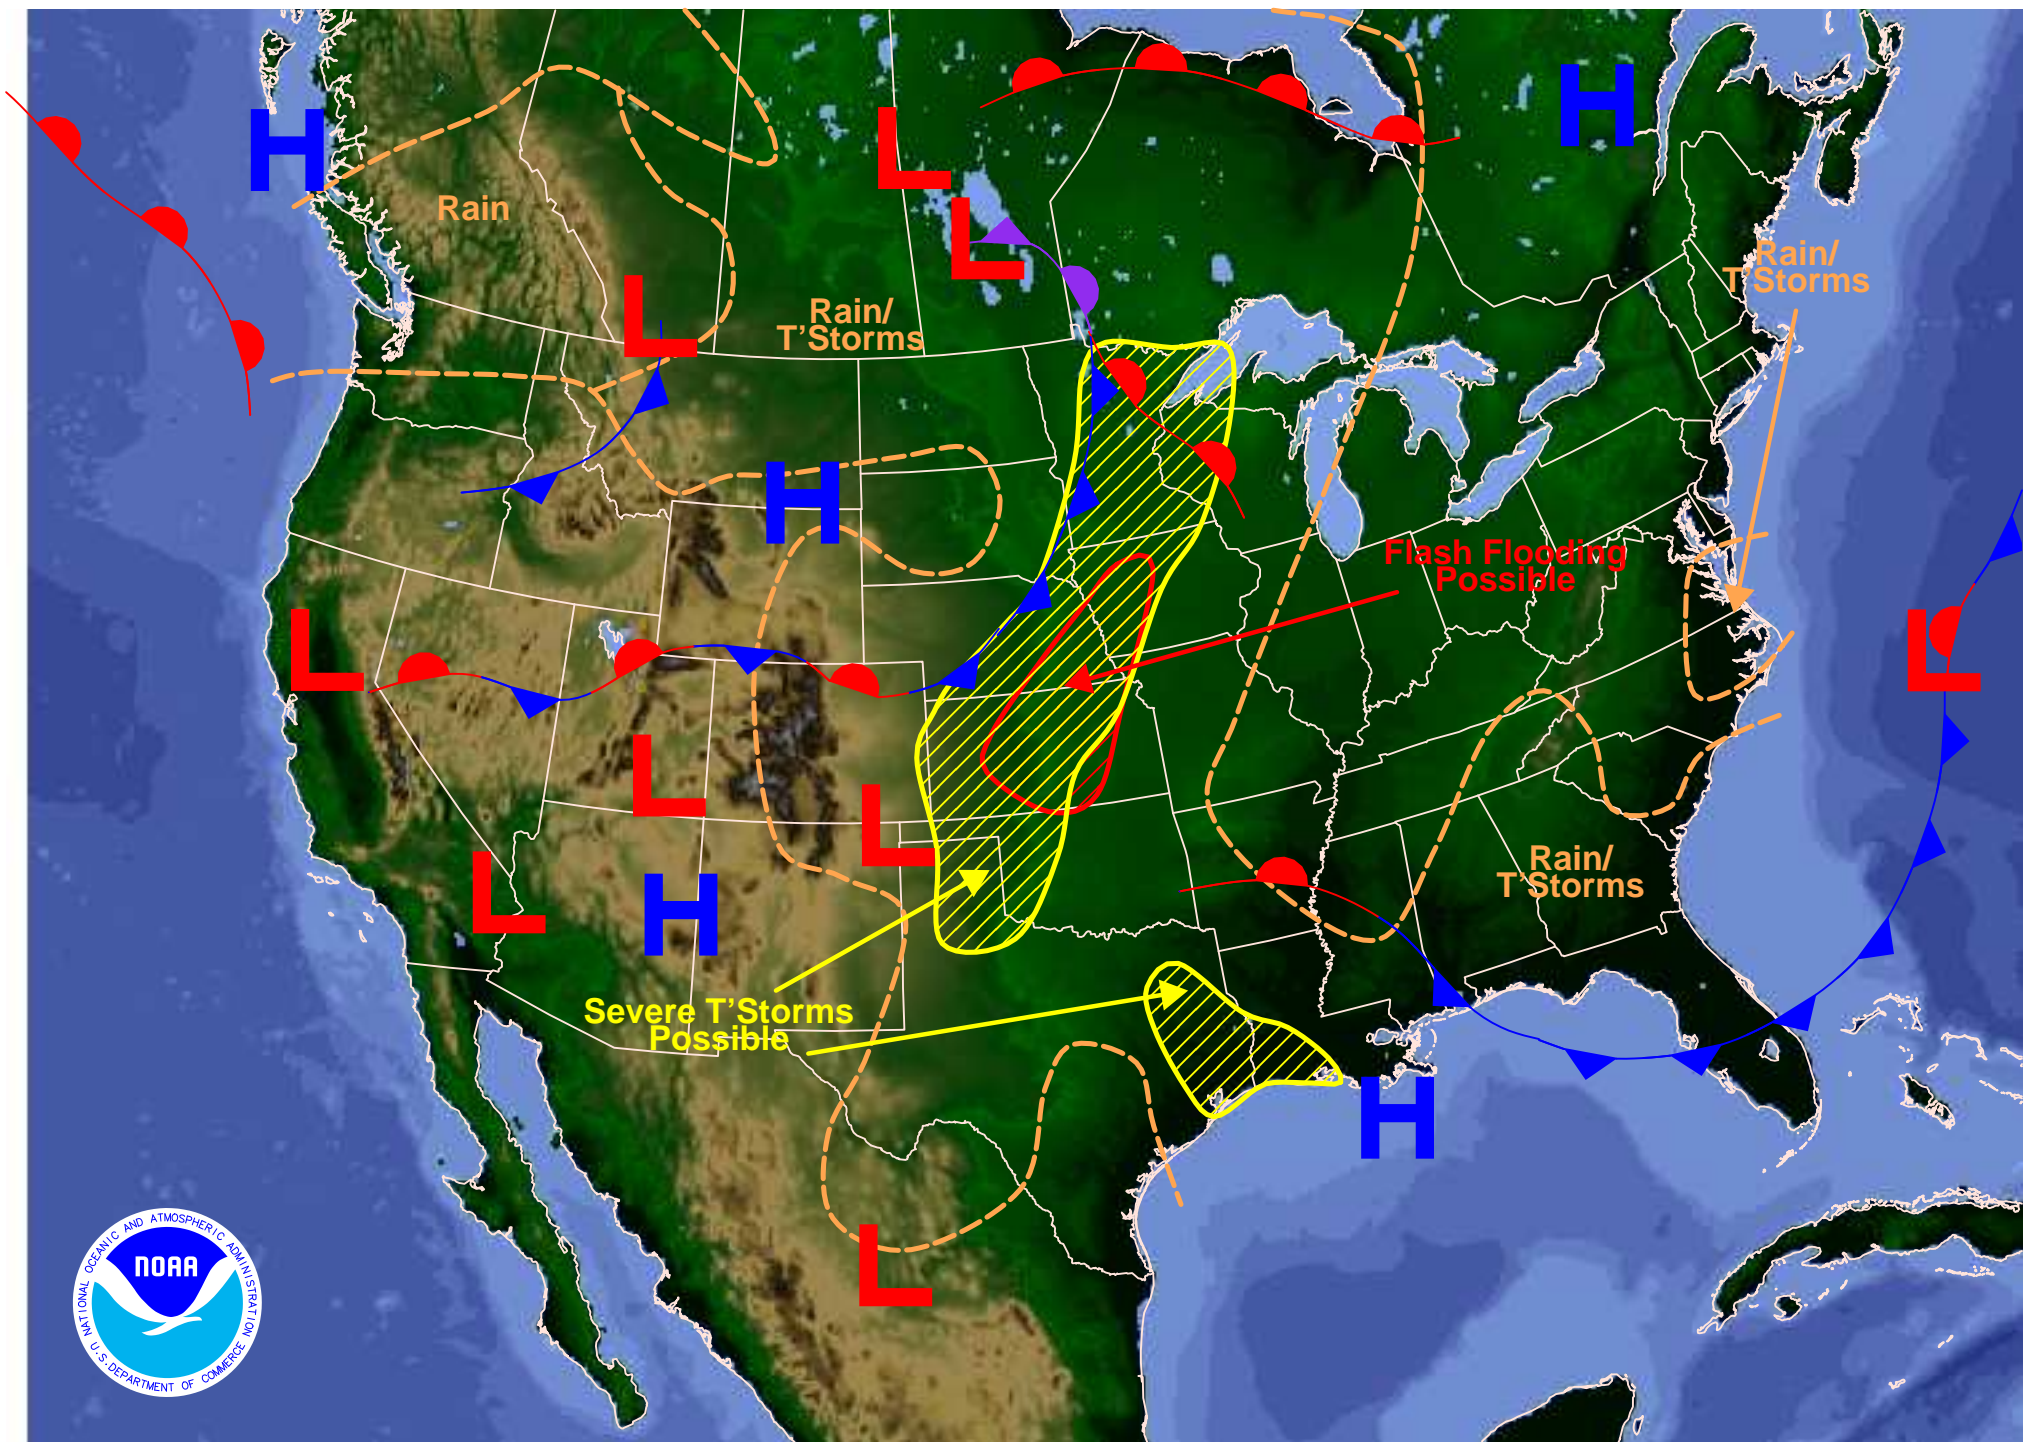 H
H
L
Rain
L
Rain/
T'Storms
L
Rain/
T'Storms
H
Flash Flooding
Possible
L
L
L
L
Rain/
T'Storms
L
H
Severe T'Storms
Possible
H
L
NATIONAL OCEANIC AND ATMOSPHERIC ADMINISTRATION
NOAA
U.S. DEPARTMENT OF COMMERCE